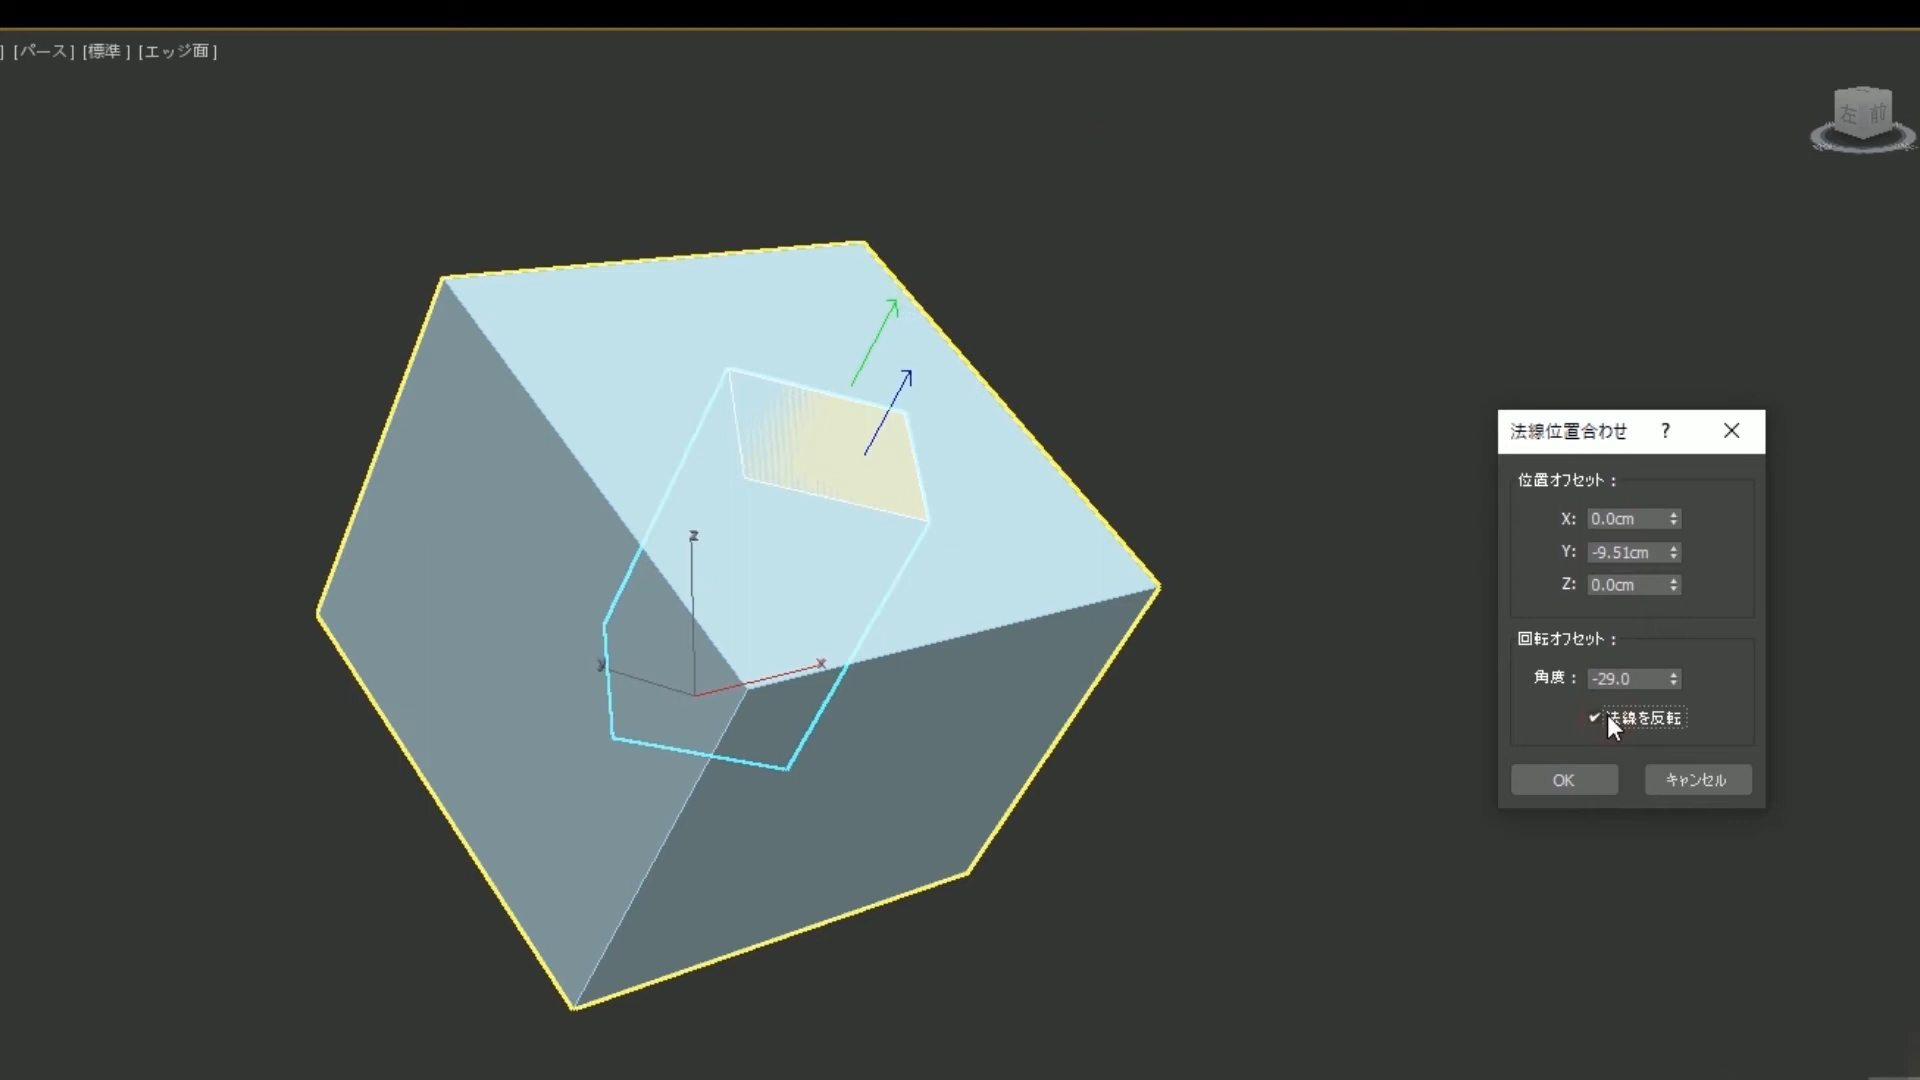 ] [パース] [標準] [エッジ面]
左 前
法線位置合わせ ? ×
位置オフセット：
X: 0.0cm
Y: -9.51cm
Z: 0.0cm
回転オフセット：
角度： -29.0
✔ 法線を反転
OK キャンセル
z
y
x